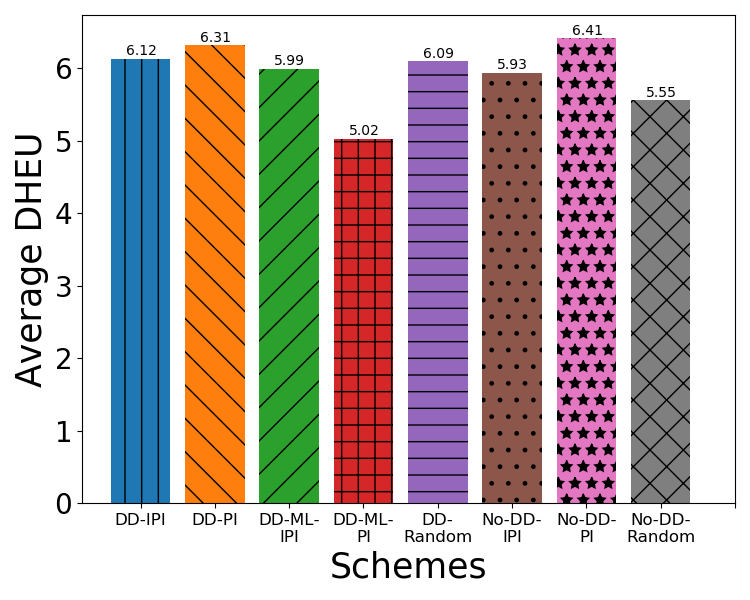 6.12
6.31
5.99
5.02
6.09
5.93
6.41
5.55
6
5
4
3
2
1
0
Average DHEU
DD-IPI
DD-PI
DD-ML-
IPI
DD-ML-
PI
DD-
Random
No-DD-
IPI
No-DD-
PI
No-DD-
Random
Schemes